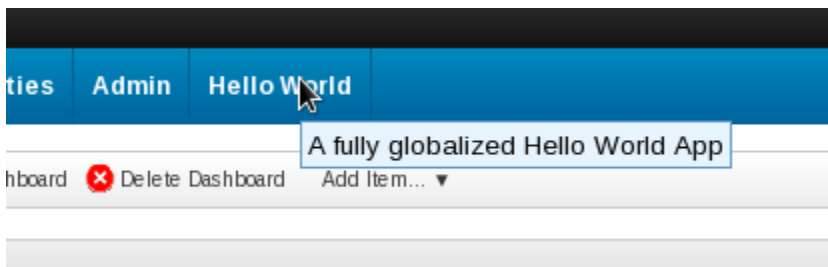 ties Admin Hello World
A fully globalized Hello World App
hboard Delete Dashboard Add Item... ▼